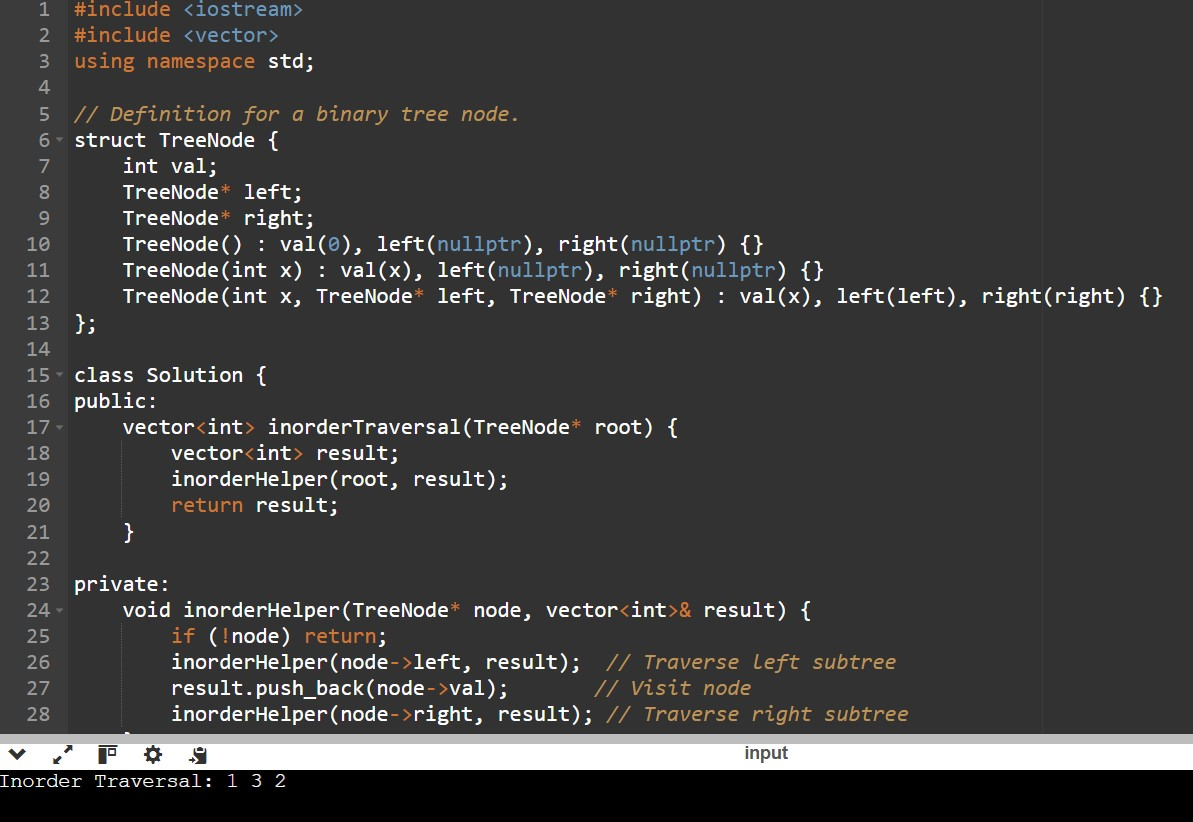 1 #include <iostream>
2 #include <vector>
3 using namespace std;
4
5 // Definition for a binary tree node.
6 struct TreeNode {
7     int val;
8     TreeNode* left;
9     TreeNode* right;
10     TreeNode() : val(0), left(nullptr), right(nullptr) {}
11     TreeNode(int x) : val(x), left(nullptr), right(nullptr) {}
12     TreeNode(int x, TreeNode* left, TreeNode* right) : val(x), left(left), right(right) {}
13 };
14
15 class Solution {
16 public:
17     vector<int> inorderTraversal(TreeNode* root) {
18         vector<int> result;
19         inorderHelper(root, result);
20         return result;
21     }
22
23 private:
24     void inorderHelper(TreeNode* node, vector<int>& result) {
25         if (!node) return;
26         inorderHelper(node->left, result);  // Traverse left subtree
27         result.push_back(node->val);       // Visit node
28         inorderHelper(node->right, result); // Traverse right subtree
input
Inorder Traversal: 1 3 2